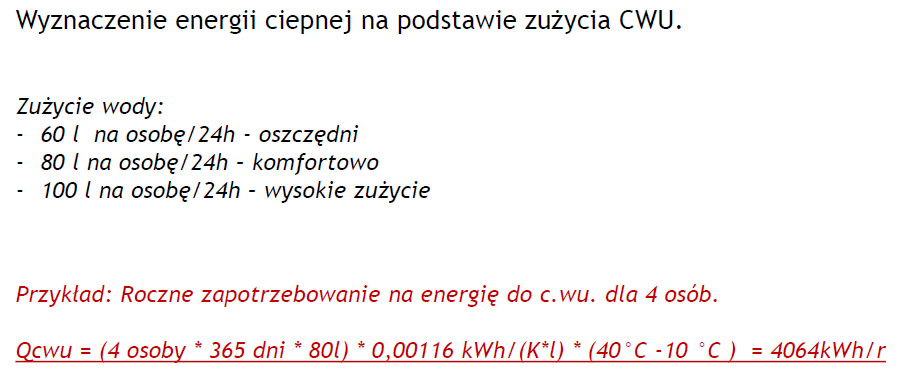 Wyznaczenie energii ciepnej na podstawie zużycia CWU.
Zużycie wody:
- 60 l na osobę/24h - oszczędni
- 80 l na osobę/24h – komfortowo
- 100 l na osobę/24h – wysokie zużycie
Przykład: Roczne zapotrzebowanie na energię do c.wu. dla 4 osób.
Qcwu = (4 osoby * 365 dni * 80l) * 0,00116 kWh/(K*l) * (40°C -10 °C ) = 4064kWh/r